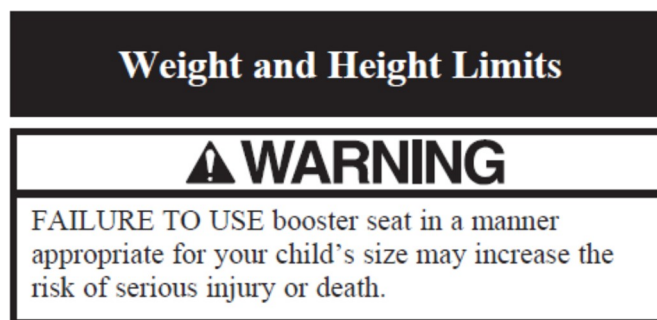 Weight and Height Limits
WARNING
FAILURE TO USE booster seat in a manner
appropriate for your child’s size may increase the
risk of serious injury or death.